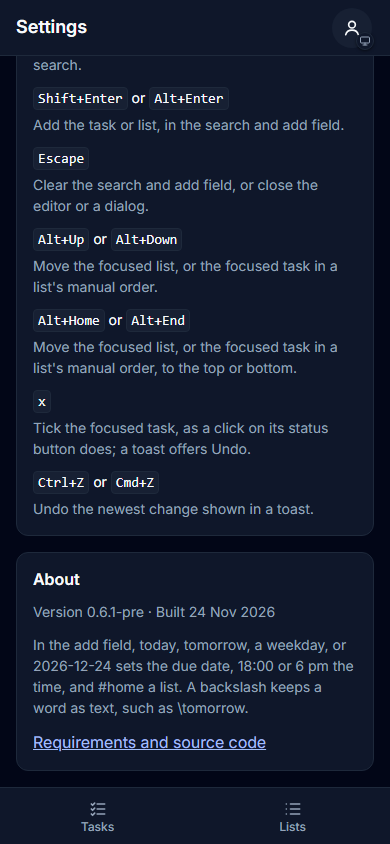 Settings
search.
Shift+Enter or Alt+Enter
Add the task or list, in the search and add field.
Escape
Clear the search and add field, or close the
editor or a dialog.
Alt+Up or Alt+Down
Move the focused list, or the focused task in a
list's manual order.
Alt+Home or Alt+End
Move the focused list, or the focused task in a
list's manual order, to the top or bottom.
x
Tick the focused task, as a click on its status
button does; a toast offers Undo.
Ctrl+Z or Cmd+Z
Undo the newest change shown in a toast.
About
Version 0.6.1-pre · Built 24 Nov 2026
In the add field, today, tomorrow, a weekday, or
2026-12-24 sets the due date, 18:00 or 6 pm the
time, and #home a list. A backslash keeps a
word as text, such as \tomorrow.
Requirements and source code
Tasks
Lists